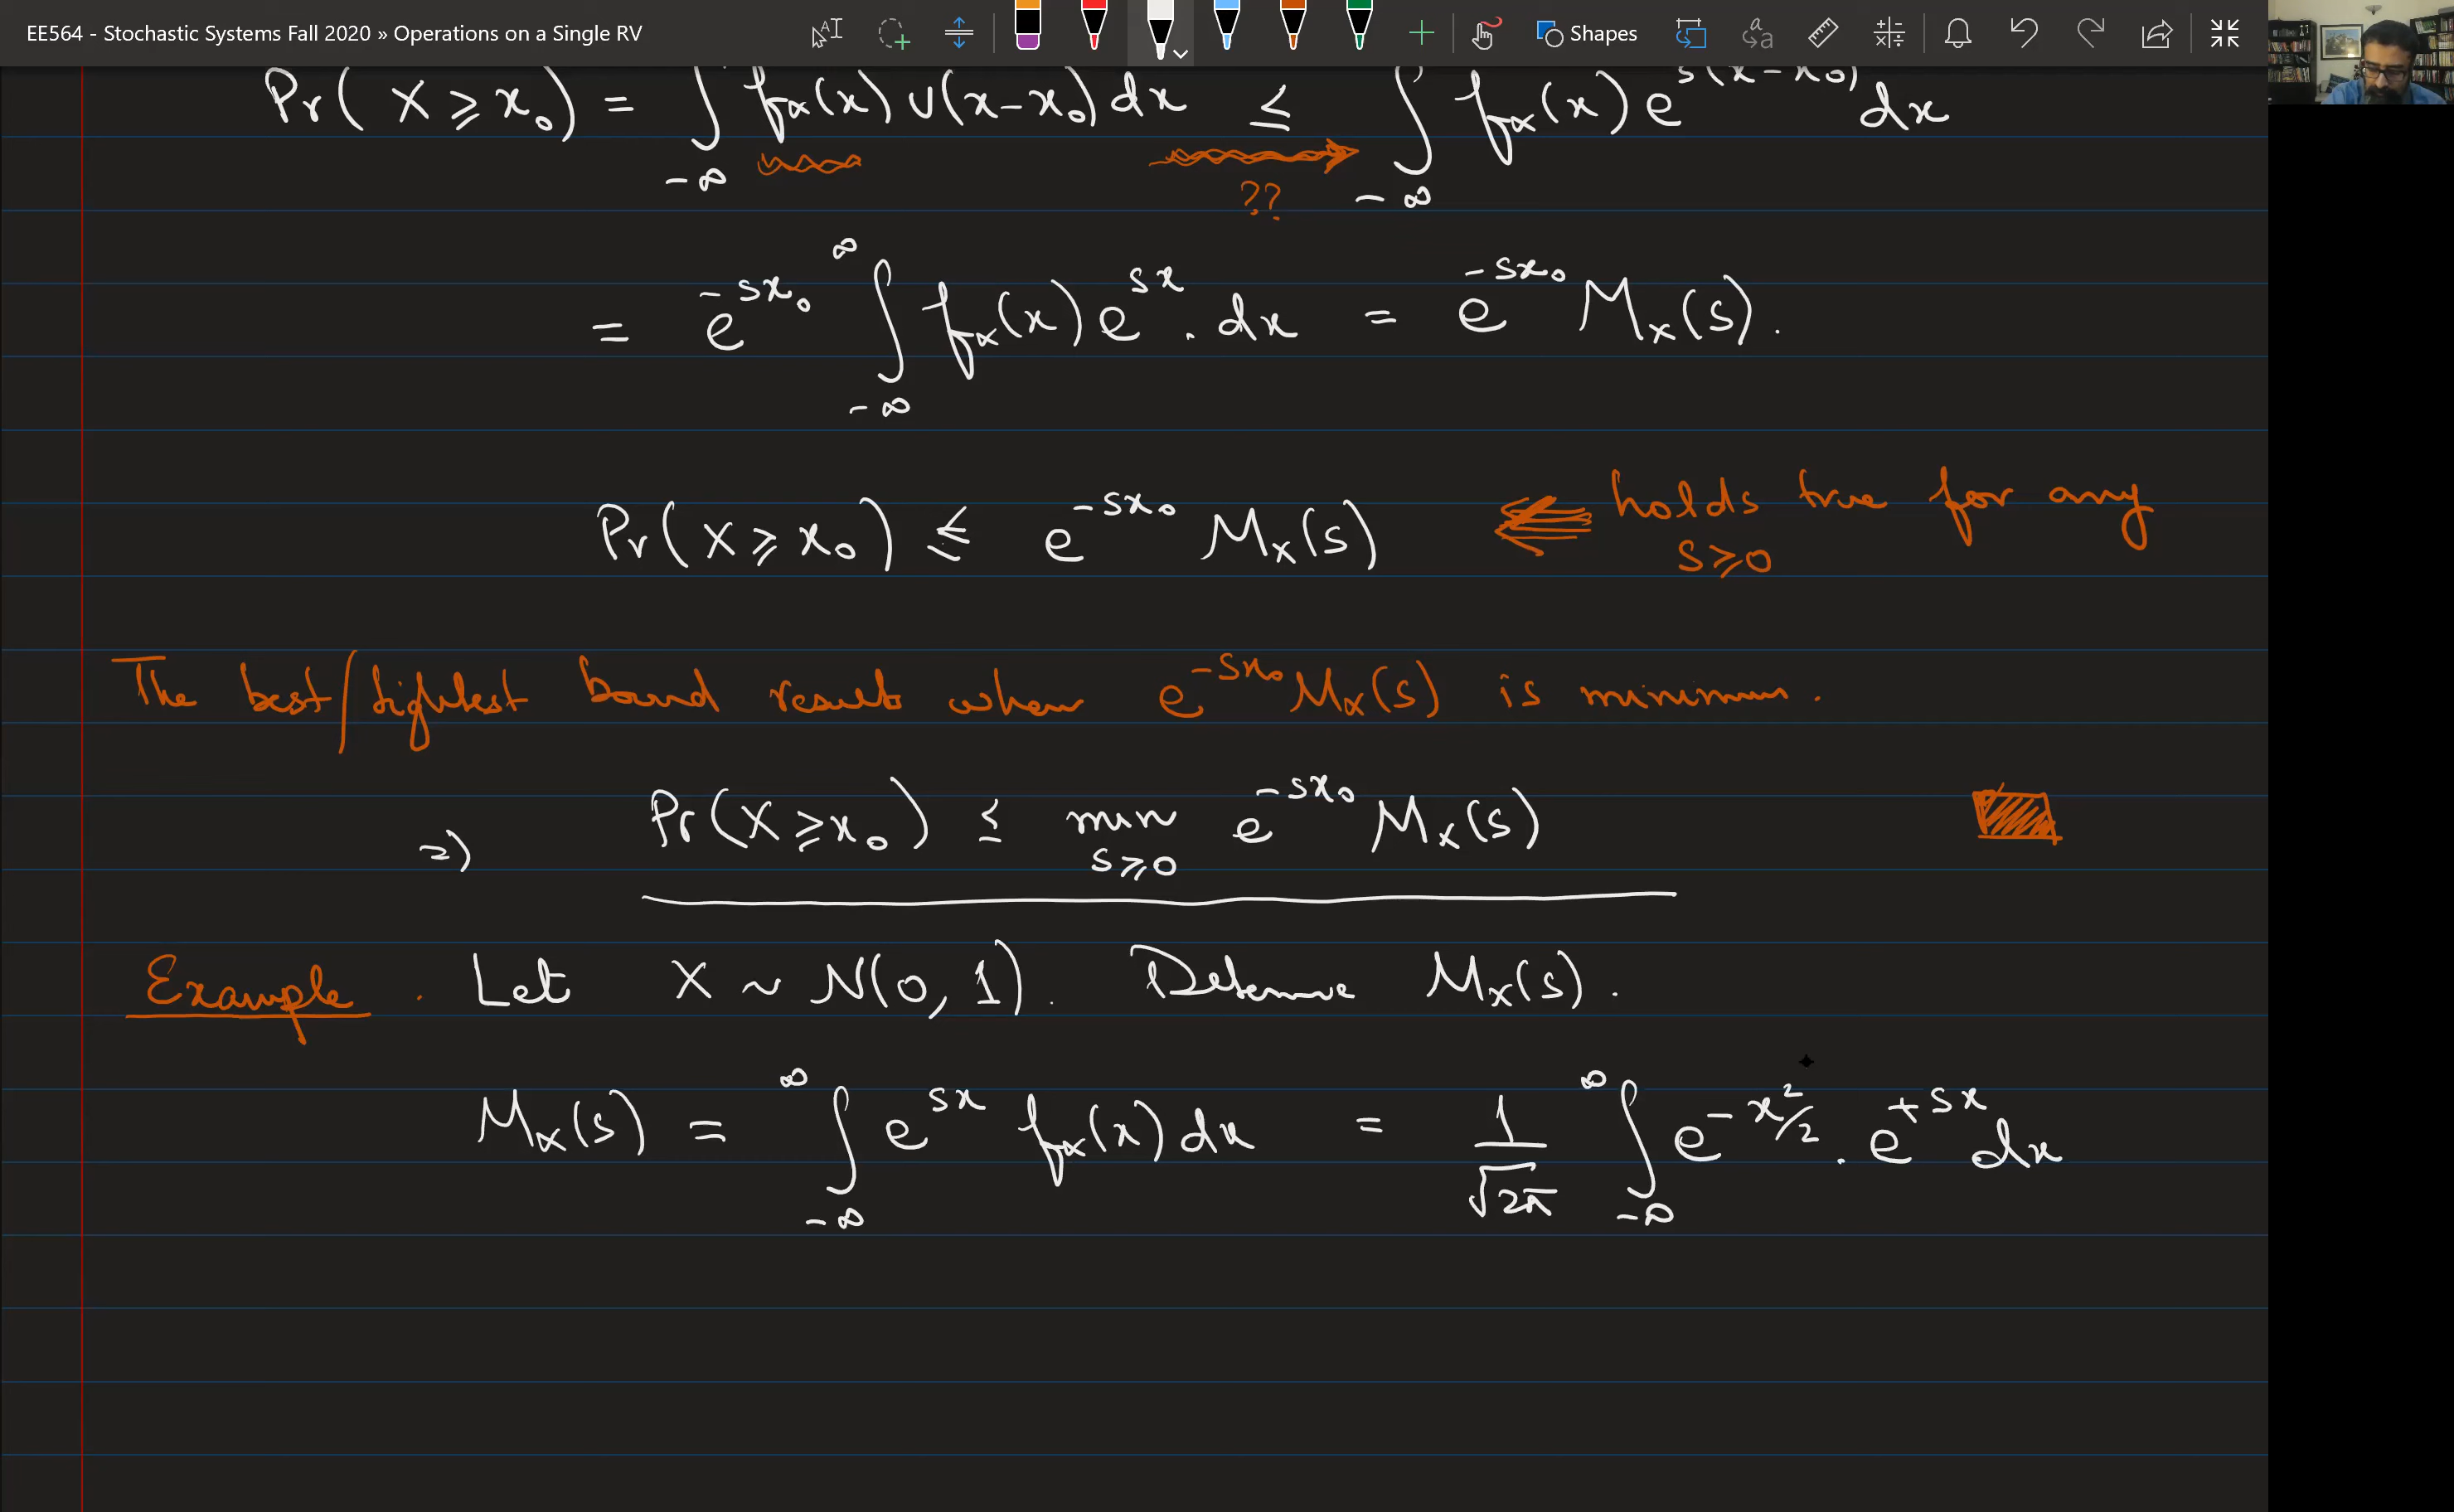 EE564 - Stochastic Systems Fall 2020 » Operations on a Single RV
Shapes
Pr( X ≥ x₀ ) = ∫_{-∞} fₓ(x) u(x-x₀) dx ≤ ∫_{-∞} fₓ(x) e^{s(x-x₀)} dx
??
= e^{-sx₀} ∫_{-∞}^{∞} fₓ(x) e^{sx} . dx = e^{-sx₀} Mₓ(s).
Pr( X ≥ x₀ ) ≤ e^{-sx₀} Mₓ(s) ⇐ holds true for any
s ≥ 0
The best/tightest bound results when e^{-sx₀} Mₓ(s) is minimum.
⇒ Pr( X ≥ x₀ ) ≤ min_{s≥0} e^{-sx₀} Mₓ(s)
Example . Let X ~ N(0, 1). Determine Mₓ(s).
Mₓ(s) = ∫_{-∞}^{∞} e^{sx} fₓ(x) dx = 1/√2π ∫_{-∞}^{∞} e^{-x²/2} . e^{+sx} dx